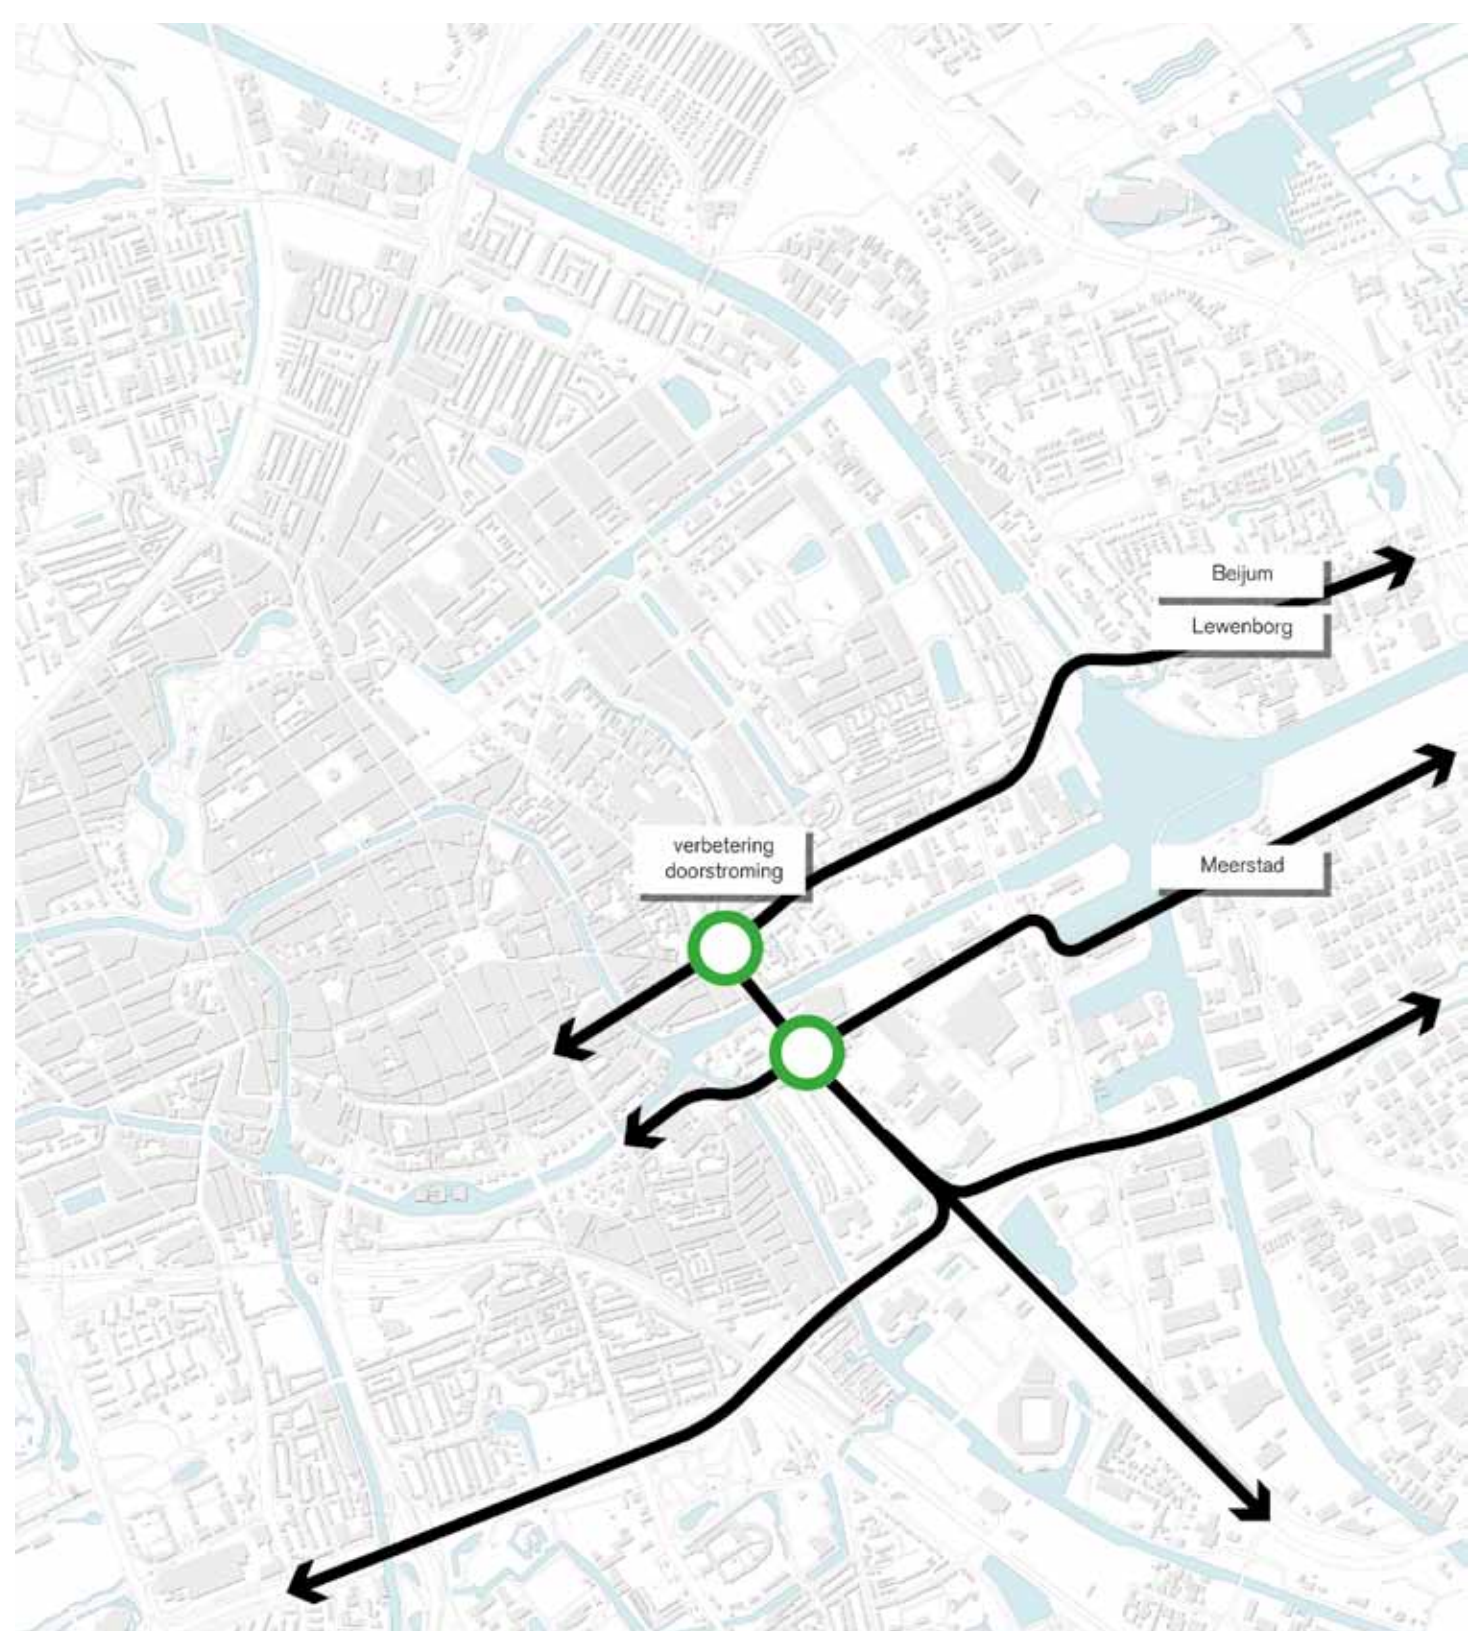 Beijum
Lewenborg
verbetering
doorstroming
Meerstad